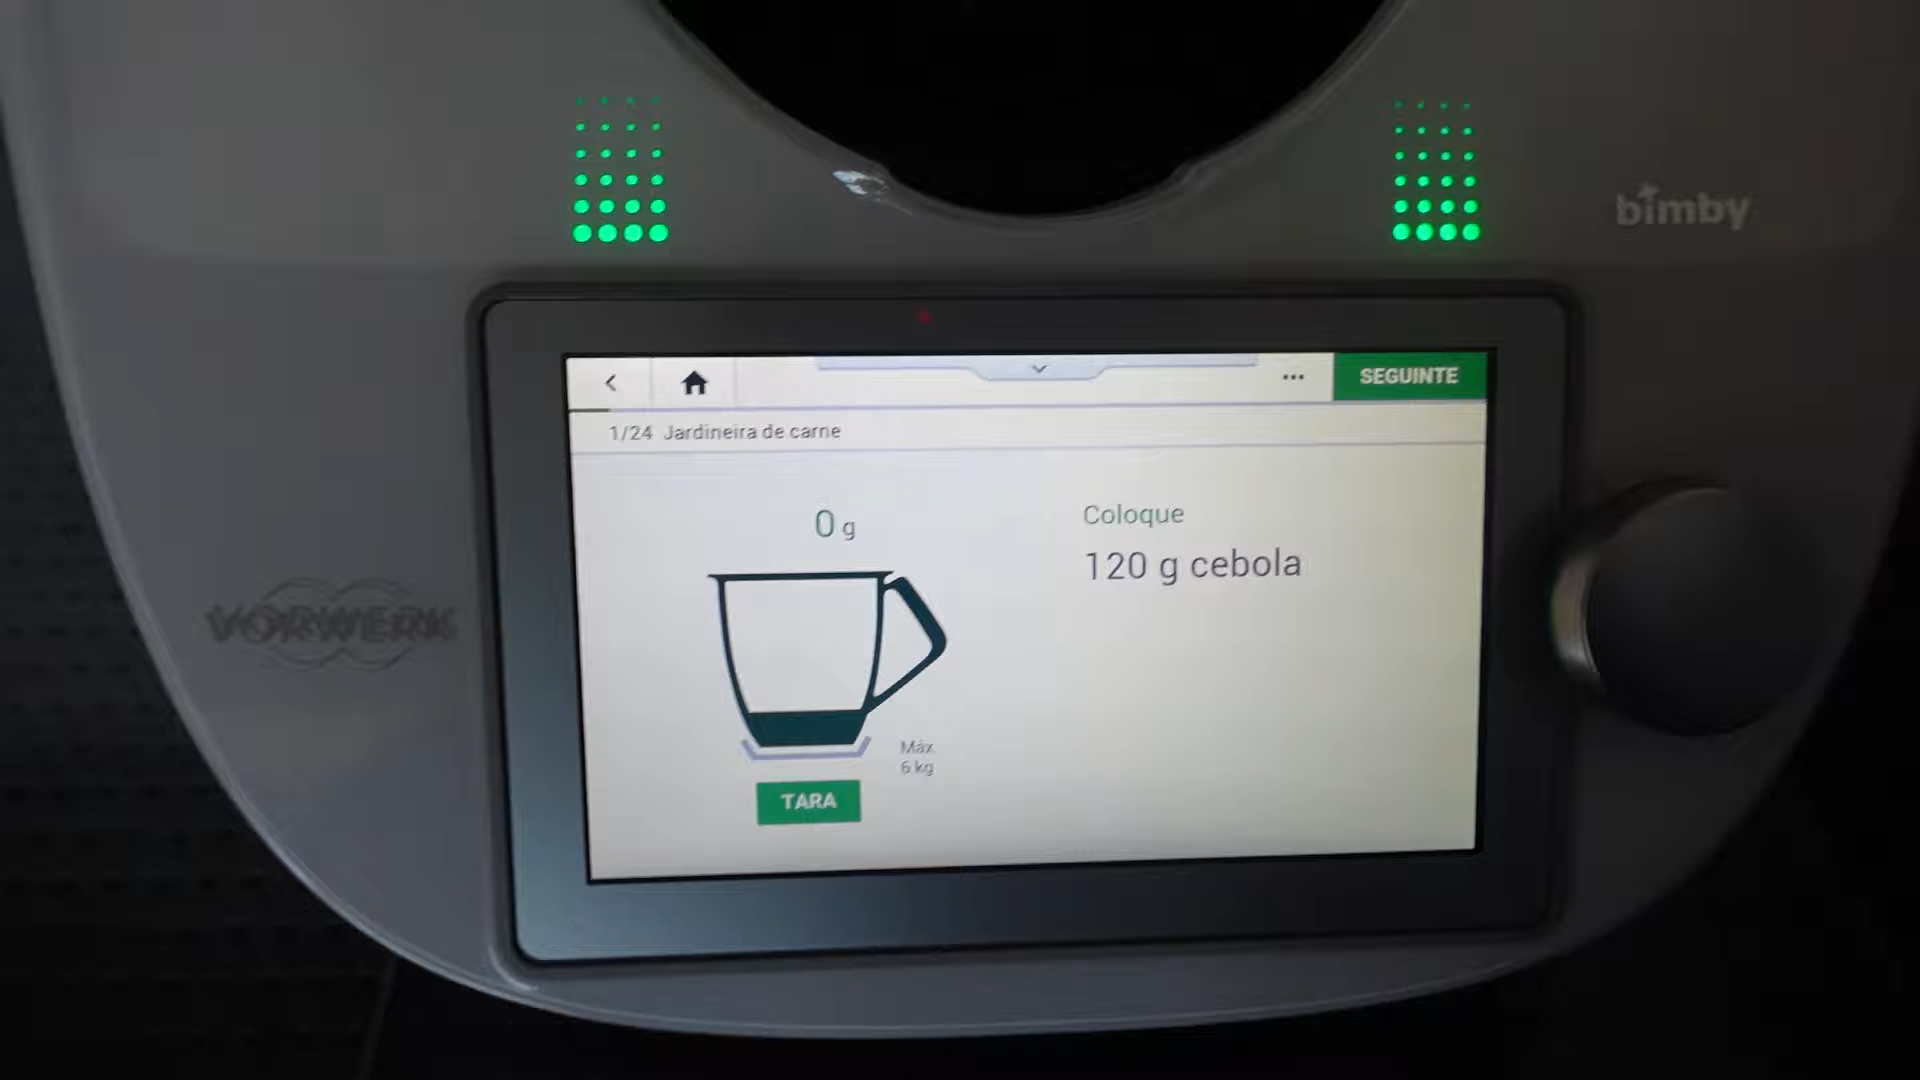 bimby
SEGUINTE
1/24 Jardineira de carne
0 g
Coloque
120 g cebola
VORWERK
Máx.
6 kg
TARA